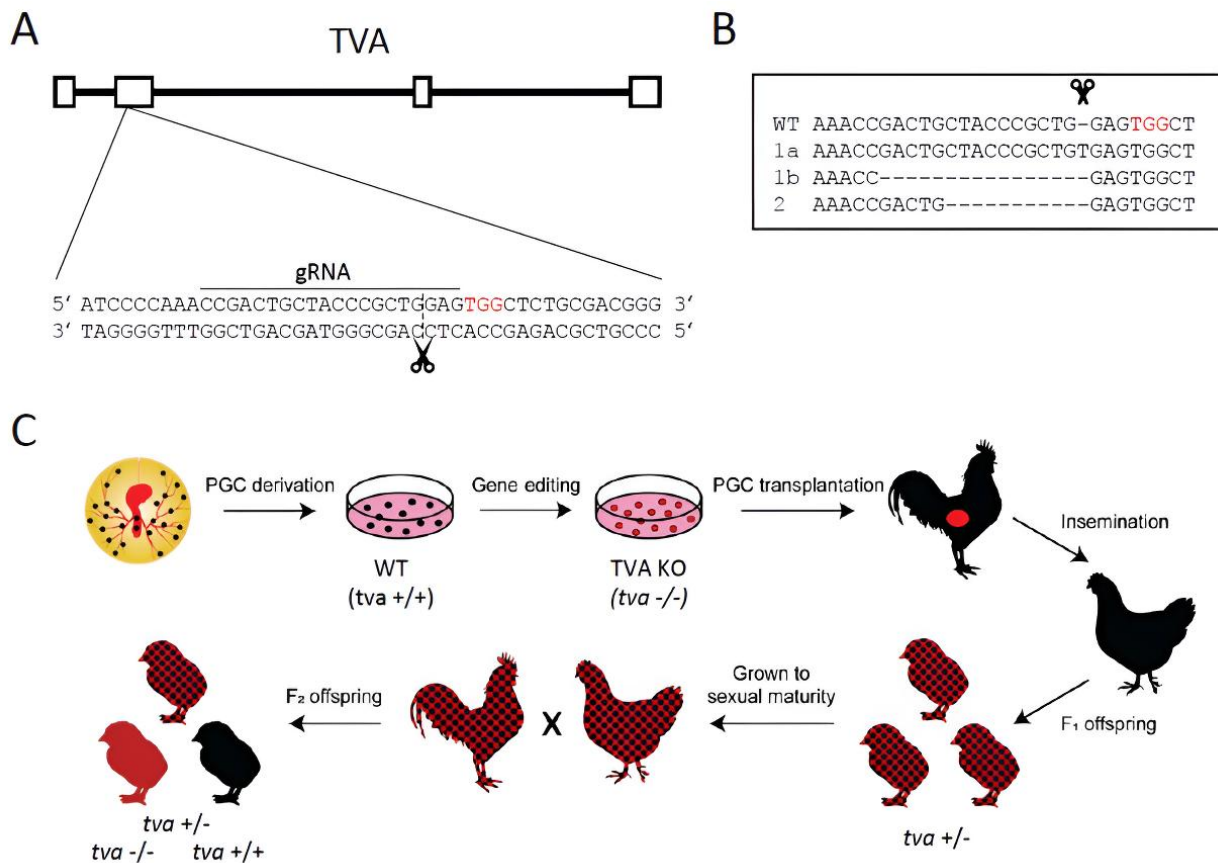 A
TVA
gRNA
5‘ ATCCCCAAACCGACTGCTACCCGCTGGAGTGGCTCTGCGACGGG 3‘
3‘ TAGGGGTTTGGCTGACGATGGGCGACCTCACCGAGACGCTGCCC 5‘
B
WT AAACCGACTGCTACCCGCTG-GAGTGGCT
1a AAACCGACTGCTACCCGCTGTGAGTGGCT
1b AAACC----------------GAGTGGCT
2 AAACCGACTG-----------GAGTGGCT
C
PGC derivation
WT
(tva +/+)
Gene editing
TVA KO
(tva -/-)
PGC transplantation
Insemination
F₁ offspring
tva +/-
Grown to
sexual maturity
X
F₂ offspring
tva +/-
tva -/- tva +/+